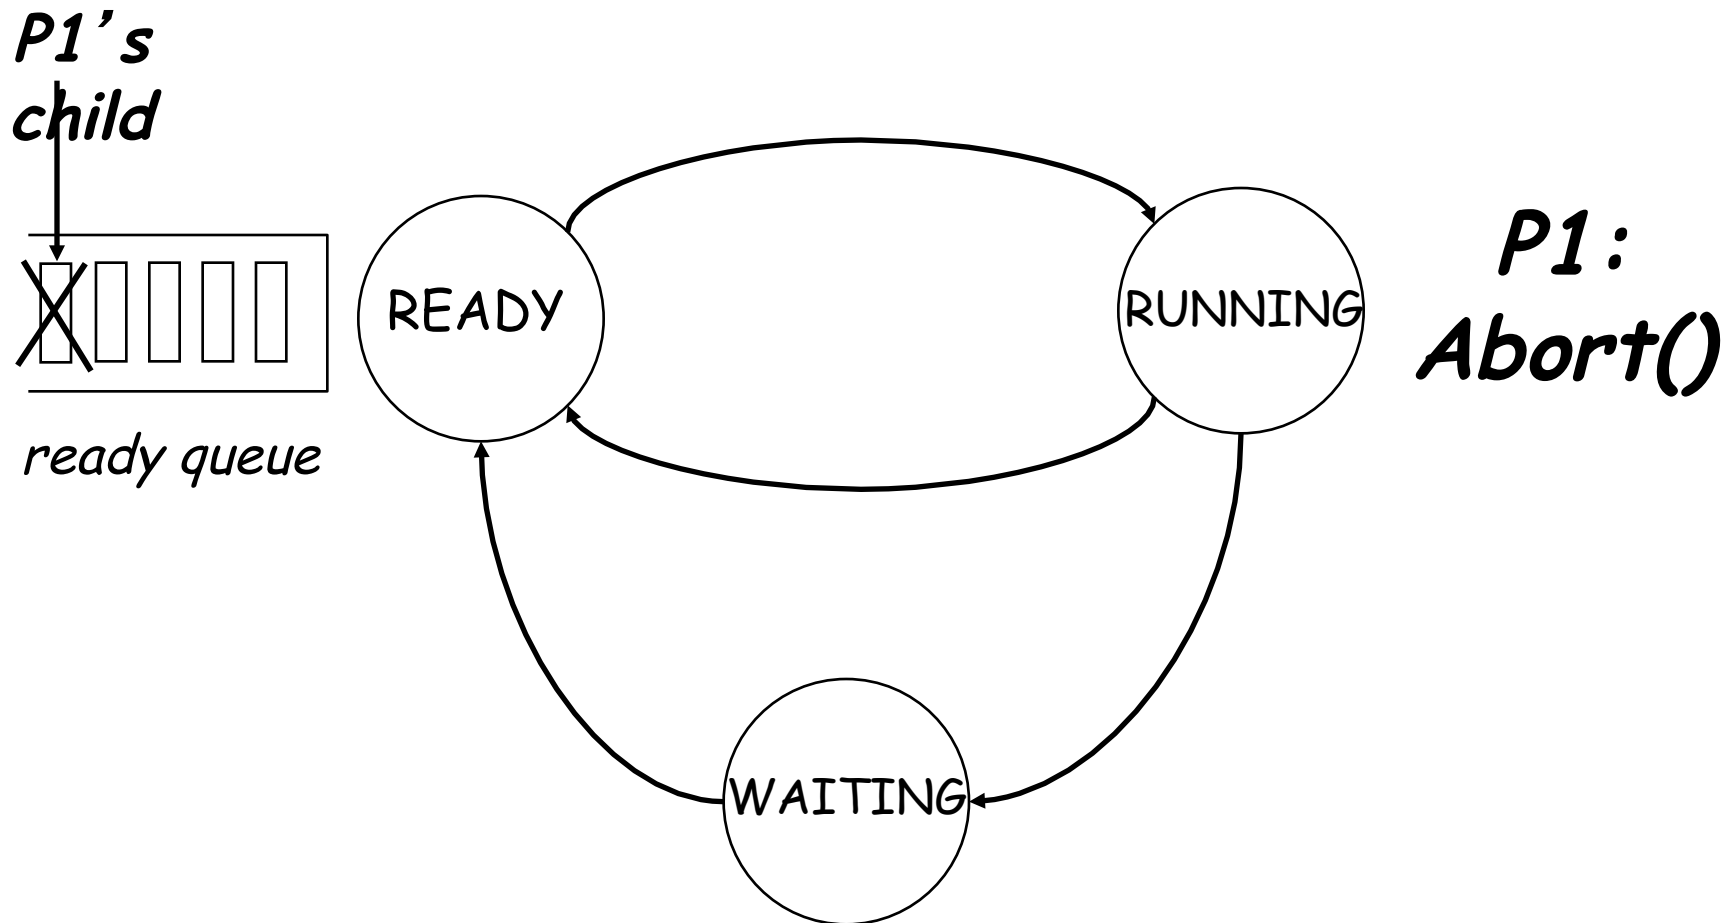 P1's
child
READY
RUNNING
P1:
Abort()
ready queue
WAITING